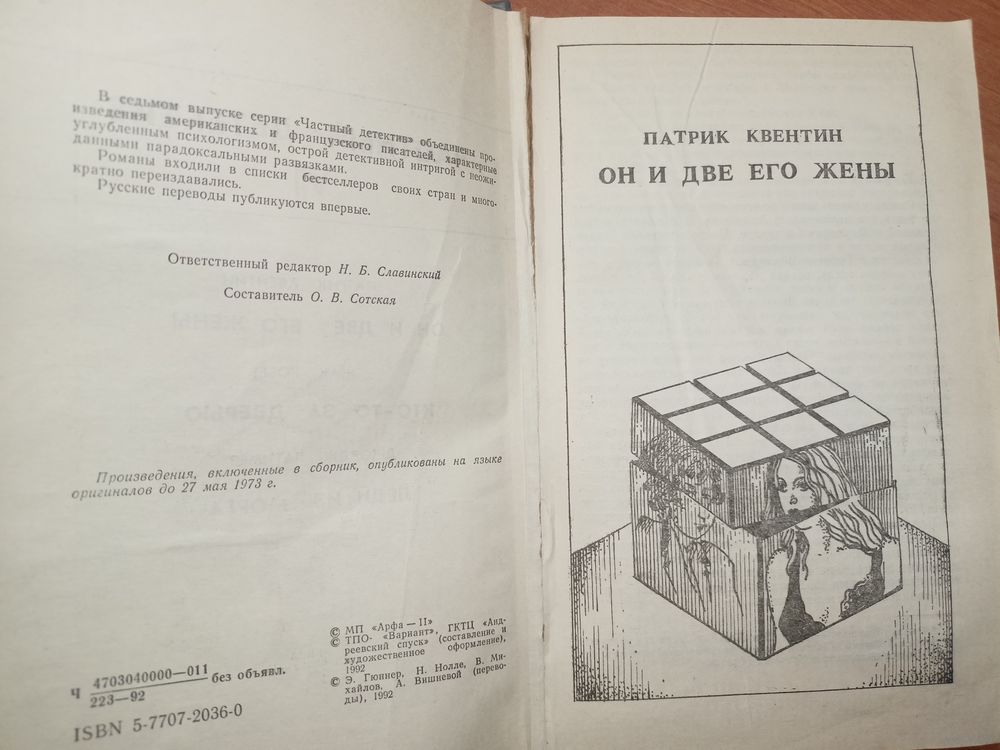 В седьмом выпуске серии «Частный детектив» объединены про-
изведения американских и французского писателей, характерные
углубленным психологизмом, острой детективной интригой с неожи-
данными парадоксальными развязками.
Романы входили в списки бестселлеров своих стран и много-
кратно переиздавались.
Русские переводы публикуются впервые.
Ответственный редактор Н. Б. Славинский
Составитель О. В. Сотская
Произведения, включенные в сборник, опубликованы на языке
оригиналов до 27 мая 1973 г.
Ч 4703040000—011
223—92
без объявл.
ISBN 5-7707-2036-0
© МП «Арфа — II»
© ТПО- «Вариант», ГКТЦ «Анд-
реевский спуск» (составление и
художественное оформление),
1992
© Э. Гюннер, Н. Нолле, В. Ми-
хайлов, А. Вишневой (перево-
ды), 1992
ПАТРИК КВЕНТИН
ОН И ДВЕ ЕГО ЖЕНЫ